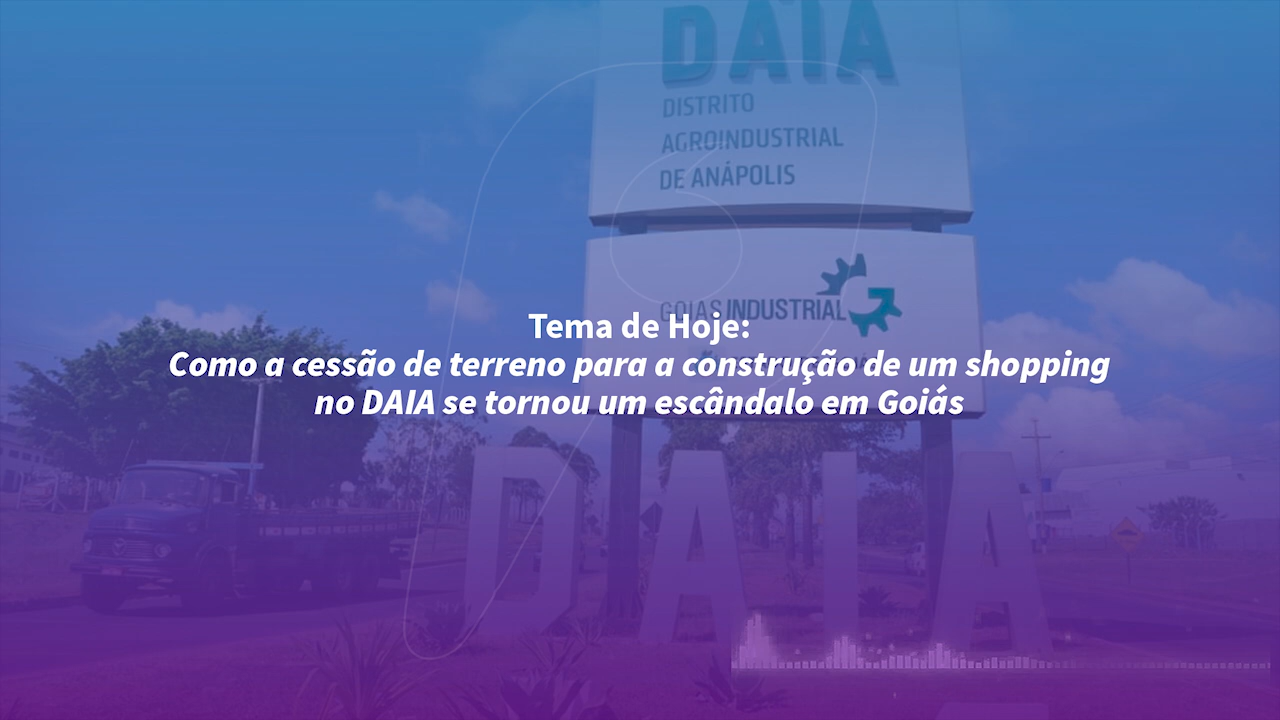 DAIA
DISTRITO
AGROINDUSTRIAL
DE ANÁPOLIS
GOIAS INDUSTRIAL
Tema de Hoje:
Como a cessão de terreno para a construção de um shopping
no DAIA se tornou um escândalo em Goiás
DAIA